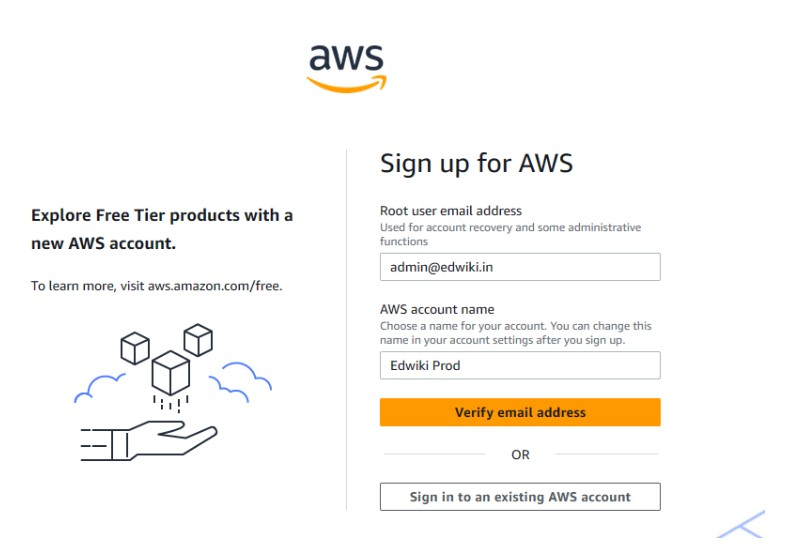 aws
Explore Free Tier products with a
new AWS account.
To learn more, visit aws.amazon.com/free.
Sign up for AWS
Root user email address
Used for account recovery and some administrative
functions
admin@edwiki.in
AWS account name
Choose a name for your account. You can change this
name in your account settings after you sign up.
Edwiki Prod
Verify email address
OR
Sign in to an existing AWS account